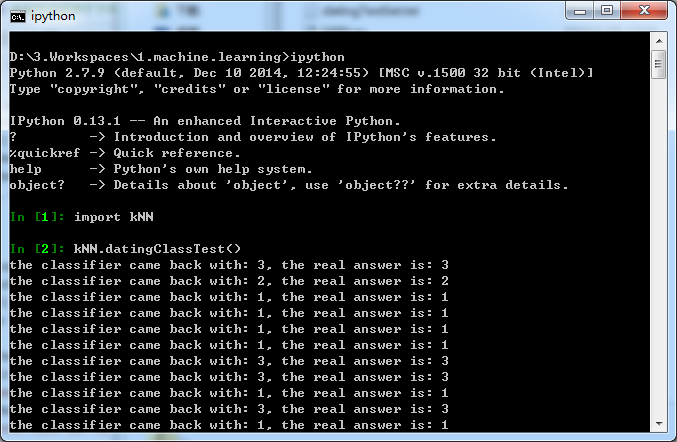 ipython
D:\3.Workspaces\1.machine.learning>ipython
Python 2.7.9 (default, Dec 10 2014, 12:24:55) [MSC v.1500 32 bit (Intel)]
Type "copyright", "credits" or "license" for more information.
IPython 0.13.1 -- An enhanced Interactive Python.
?         -> Introduction and overview of IPython's features.
%quickref -> Quick reference.
help      -> Python's own help system.
object?   -> Details about 'object', use 'object??' for extra details.
In [1]: import kNN
In [2]: kNN.datingClassTest()
the classifier came back with: 3, the real answer is: 3
the classifier came back with: 2, the real answer is: 2
the classifier came back with: 1, the real answer is: 1
the classifier came back with: 1, the real answer is: 1
the classifier came back with: 1, the real answer is: 1
the classifier came back with: 1, the real answer is: 1
the classifier came back with: 3, the real answer is: 3
the classifier came back with: 3, the real answer is: 3
the classifier came back with: 1, the real answer is: 1
the classifier came back with: 3, the real answer is: 3
the classifier came back with: 1, the real answer is: 1